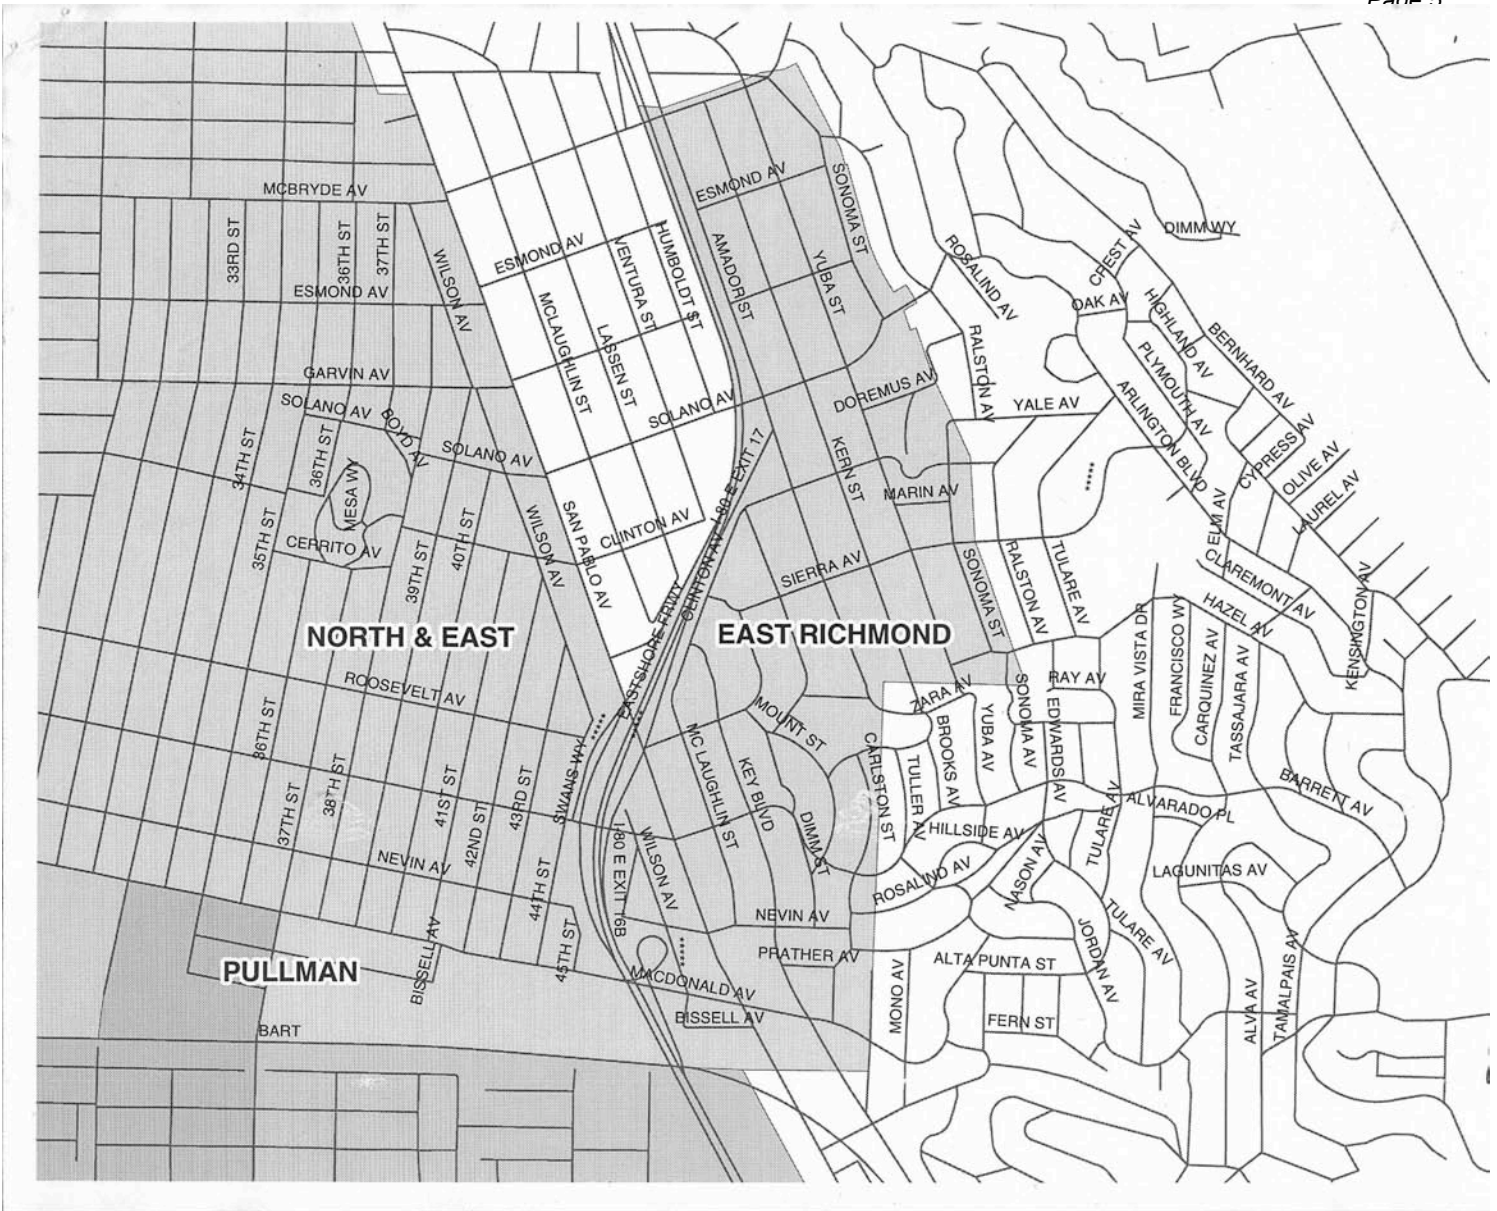 MCBRYDE AV
33RD ST
36TH ST
37TH ST
WILSON AV
ESMOND AV
ESMOND AV
ESMOND AV
SONOMA ST
DIMM WY
CREST AV
ROSALIND AV
HUMBOLDT ST
VENTURA ST
AMADOR ST
YUBA ST
MCLAUGHLIN ST
LASSEN ST
OAK AV
HIGHLAND AV
BERNHARD AV
PLYMOUTH AV
RALSTON AV
GARVIN AV
SOLANO AV
BOYD AV
SOLANO AV
SOLANO AV
DOREMUS AV
YALE AV
ARLINGTON BLVD
CYPRESS AV
OLIVE AV
LAUREL AV
34TH ST
36TH ST
MESA WY
35TH ST
CERRITO AV
39TH ST
40TH ST
WILSON AV
SAN PABLO AV
CLINTON AV
CLINTON AV I-80 E EXIT 17
KERN ST
MARIN AV
SIERRA AV
SONOMA ST
RALSTON AV
TULARE AV
ELM AV
CLAREMONT AV
HAZEL AV
KENSINGTON AV
NORTH & EAST
EAST RICHMOND
EASTSHORE FRWY
ROOSEVELT AV
ZARA AV
RAY AV
MIRA VISTA DR
FRANCISCO WY
CARQUINEZ AV
TASSAJARA AV
36TH ST
37TH ST
38TH ST
41ST ST
42ND ST
43RD ST
SWANS WY
MC LAUGHLIN ST
MOUNT ST
KEY BLVD
DIMM ST
CARLSTON ST
TULLER AV
BROOKS AV
YUBA AV
SONOMA AV
EDWARDS AV
TULARE AV
ALVARADO PL
BARRETT AV
NEVIN AV
44TH ST
45TH ST
I-80 E EXIT 16B
WILSON AV
HILLSIDE AV
ROSALIND AV
NASON AV
LAGUNITAS AV
NEVIN AV
PRATHER AV
TULARE AV
JORDAN AV
ALTA PUNTA ST
MONO AV
FERN ST
ALVA AV
TAMALPAIS AV
PULLMAN
BISSELL AV
MACDONALD AV
BISSELL AV
BART